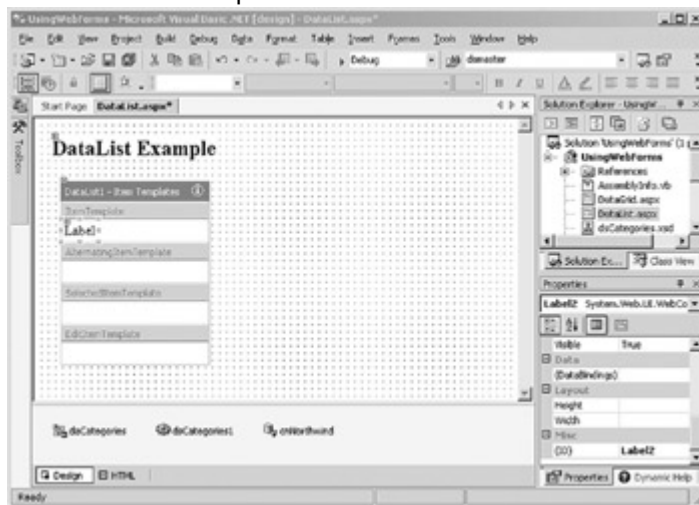 UsingWebForms - Microsoft Visual Basic .NET [design] - DataList.aspx*
File Edit View Project Build Debug Data Format Table Insert Frames Tools Window Help
Debug
Start Page DataList.aspx*
Toolbox
DataList Example
DataList1 - Item Templates
ItemTemplate
Label
AlternatingItemTemplate
SelectedItemTemplate
EditItemTemplate
dsCategories1
Design HTML
Ready
Solution Explorer - UsingW...
Solution 'UsingWebForms' (1
UsingWebForms
References
AssemblyInfo.vb
DataGrid.aspx
DataList.aspx
dsCategories.xsd
Solution Ex... Class View
Properties
Label2 System.Web.UI.WebCo
Visible True
Data
(DataBindings)
Layout
Height
Width
Misc
(ID) Label2
Properties Dynamic Help